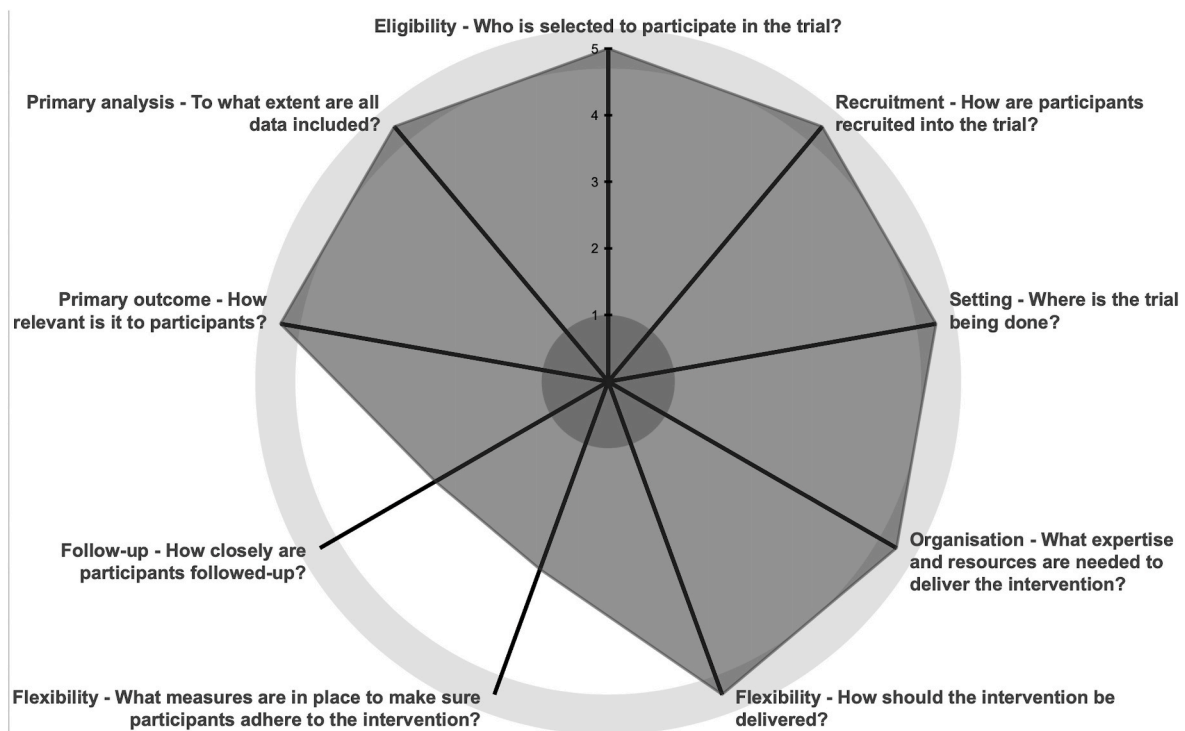 Eligibility - Who is selected to participate in the trial?
Primary analysis - To what extent are all
data included?
Recruitment - How are participants
recruited into the trial?
5
4
3
2
1
Primary outcome - How
relevant is it to participants?
Setting - Where is the trial
being done?
Follow-up - How closely are
participants followed-up?
Organisation - What expertise
and resources are needed to
deliver the intervention?
Flexibility - What measures are in place to make sure
participants adhere to the intervention?
Flexibility - How should the intervention be
delivered?